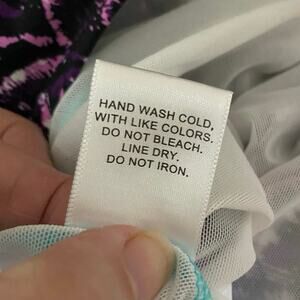 HAND WASH COLD,
WITH LIKE COLORS.
DO NOT BLEACH.
LINE DRY.
DO NOT IRON.